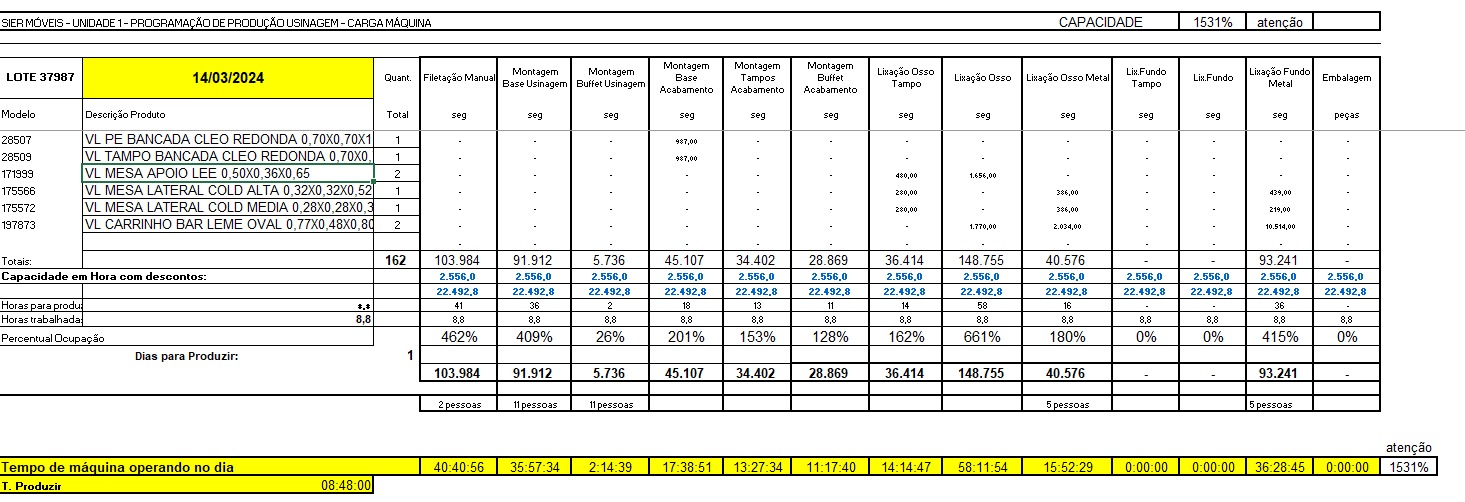 SIER MÓVEIS - UNIDADE 1 - PROGRAMAÇÃO DE PRODUÇÃO USINAGEM - CARGA MÁQUINA CAPACIDADE 1531% atenção
LOTE 37987 14/03/2024 Quant. Filetação Manual Montagem Base Usinagem Montagem Buffet Usinagem Montagem Base Acabamento Montagem Tampos Acabamento Montagem Buffet Acabamento Lixação Osso Tampo Lixação Osso Lixação Osso Metal Lix.Fundo Tampo Lix.Fundo Lixação Fundo Metal Embalagem
Modelo Descrição Produto Total seg seg seg seg seg seg seg seg seg seg seg seg peças
28507 VL PE BANCADA CLEO REDONDA 0,70X0,70X1 1 - - - 987,00 - - - - - - - - -
28509 VL TAMPO BANCADA CLEO REDONDA 0,70X0, 1 - - - 987,00 - - - - - - - - -
171999 VL MESA APOIO LEE 0,50X0,36X0,65 2 - - - - - - 480,00 1.656,00 - - - - -
175566 VL MESA LATERAL COLD ALTA 0,32X0,32X0,52 1 - - - - - - 280,00 - 386,00 - - 439,00 -
175572 VL MESA LATERAL COLD MEDIA 0,28X0,28X0,3 1 - - - - - - 280,00 - 386,00 - - 219,00 -
197873 VL CARRINHO BAR LEME OVAL 0,77X0,48X0,80 2 - - - - - - - 1.770,00 2.034,00 - - 10.514,00 -
- - - - - - - - - - - - -
Totais: 162 103.984 91.912 5.736 45.107 34.402 28.869 36.414 148.755 40.576 - - 93.241 -
Capacidade em Hora com descontos: 2.556,0 2.556,0 2.556,0 2.556,0 2.556,0 2.556,0 2.556,0 2.556,0 2.556,0 2.556,0 2.556,0 2.556,0 2.556,0
22.492,8 22.492,8 22.492,8 22.492,8 22.492,8 22.492,8 22.492,8 22.492,8 22.492,8 22.492,8 22.492,8 22.492,8 22.492,8
Horas para produz *,* 41 36 2 18 13 11 14 58 16 - - 36 -
Horas trabalhada: 8,8 8,8 8,8 8,8 8,8 8,8 8,8 8,8 8,8 8,8 8,8 8,8 8,8 8,8
Percentual Ocupação 462% 409% 26% 201% 153% 128% 162% 661% 180% 0% 0% 415% 0%
Dias para Produzir: 1
103.984 91.912 5.736 45.107 34.402 28.869 36.414 148.755 40.576 - - 93.241 -
2 pessoas 11 pessoas 11 pessoas 5 pessoas 5 pessoas
atenção
Tempo de máquina operando no dia 40:40:56 35:57:34 2:14:39 17:38:51 13:27:34 11:17:40 14:14:47 58:11:54 15:52:29 0:00:00 0:00:00 36:28:45 0:00:00 1531%
T. Produzir 08:48:00